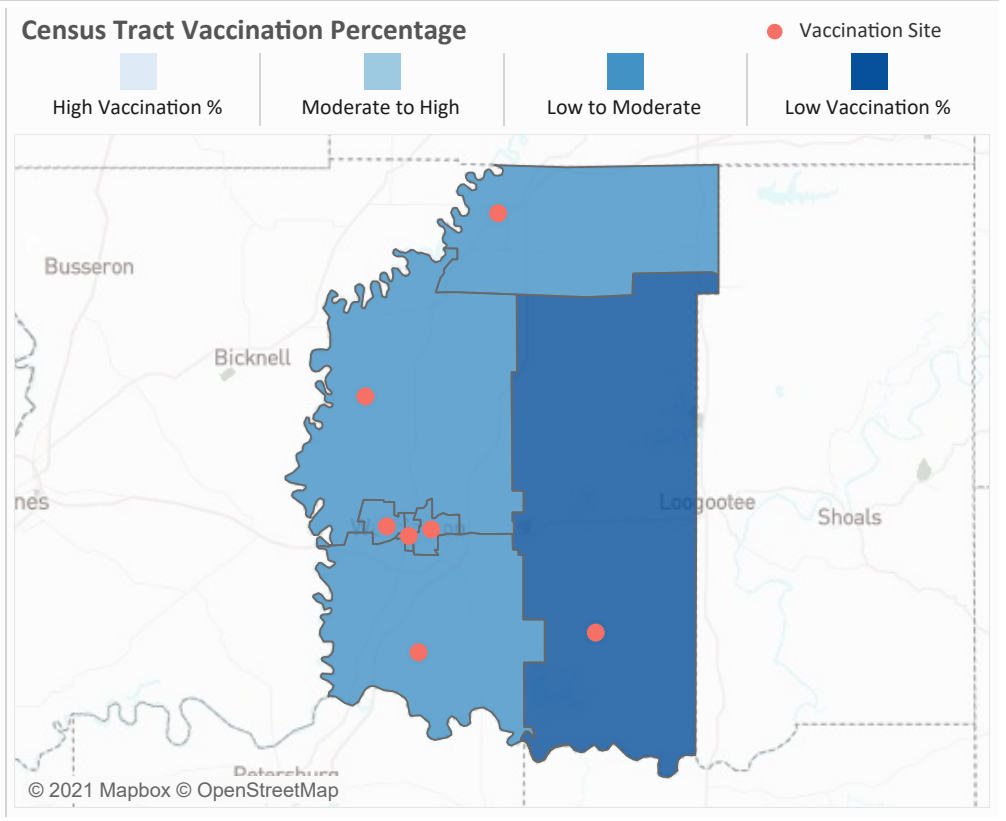 Census Tract Vaccination Percentage
Vaccination Site
High Vaccination %
Moderate to High
Low to Moderate
Low Vaccination %
Busseron
Bicknell
nes
Loogootee
Shoals
Petersburg
© 2021 Mapbox © OpenStreetMap